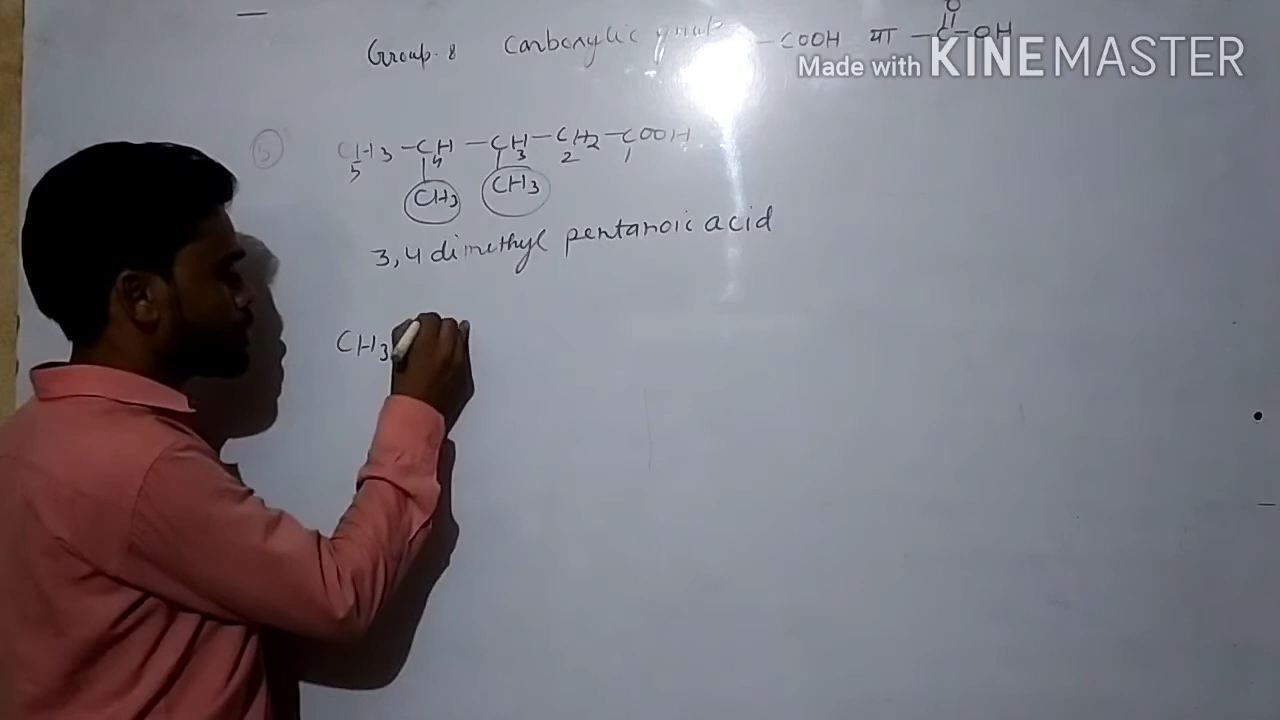 O
||
Group-8 Carboxylic – COOH या – C – OH
Made with KINEMASTER
5 CH3 – CH – CH – CH2 – COOH
5 4 3 2 1
CH3 CH3
3,4 dimethyl pentanoic acid
CH3